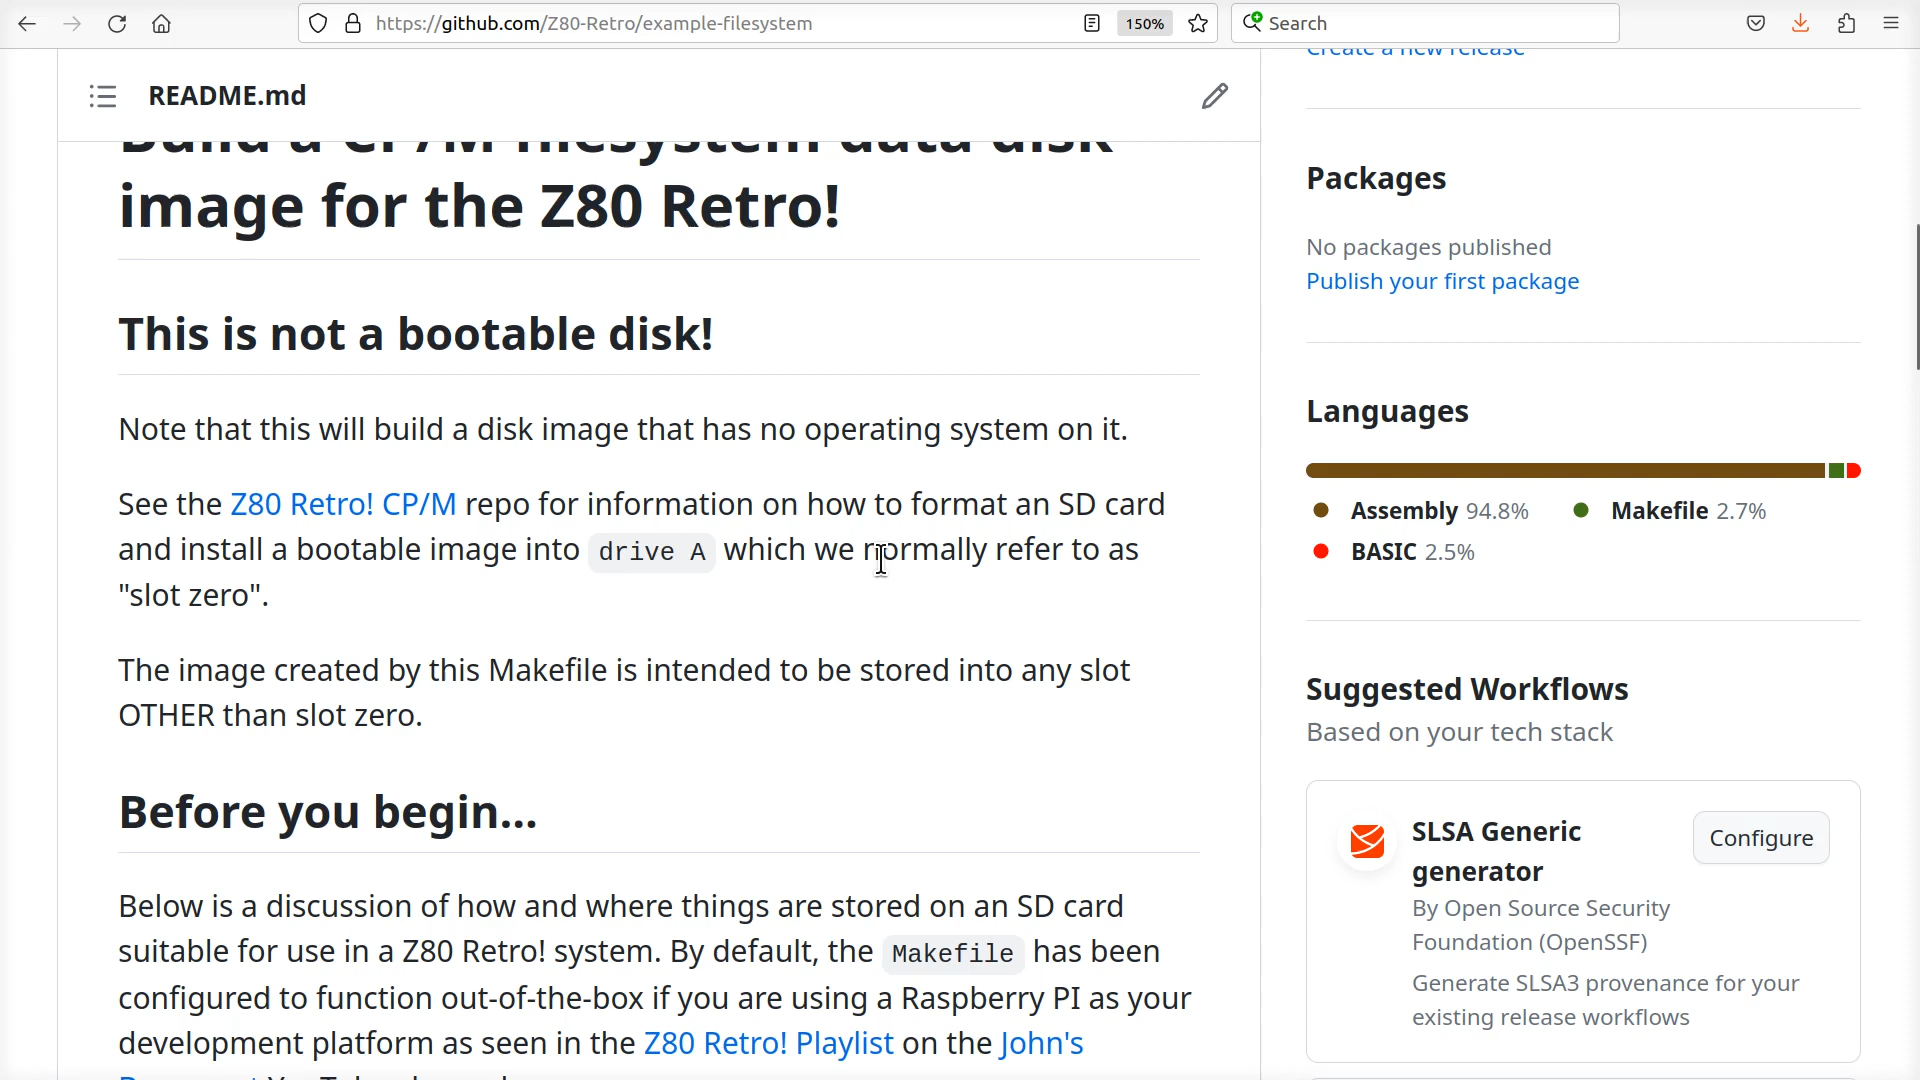 https://github.com/Z80-Retro/example-filesystem
150%
Search
README.md
Build a CP/M filesystem data disk
image for the Z80 Retro!
This is not a bootable disk!
Note that this will build a disk image that has no operating system on it.
See the Z80 Retro! CP/M repo for information on how to format an SD card
and install a bootable image into drive A which we normally refer to as
"slot zero".
The image created by this Makefile is intended to be stored into any slot
OTHER than slot zero.
Before you begin...
Below is a discussion of how and where things are stored on an SD card
suitable for use in a Z80 Retro! system. By default, the Makefile has been
configured to function out-of-the-box if you are using a Raspberry PI as your
development platform as seen in the Z80 Retro! Playlist on the John's
Create a new release
Packages
No packages published
Publish your first package
Languages
Assembly 94.8% Makefile 2.7%
BASIC 2.5%
Suggested Workflows
Based on your tech stack
SLSA Generic
generator
Configure
By Open Source Security
Foundation (OpenSSF)
Generate SLSA3 provenance for your
existing release workflows